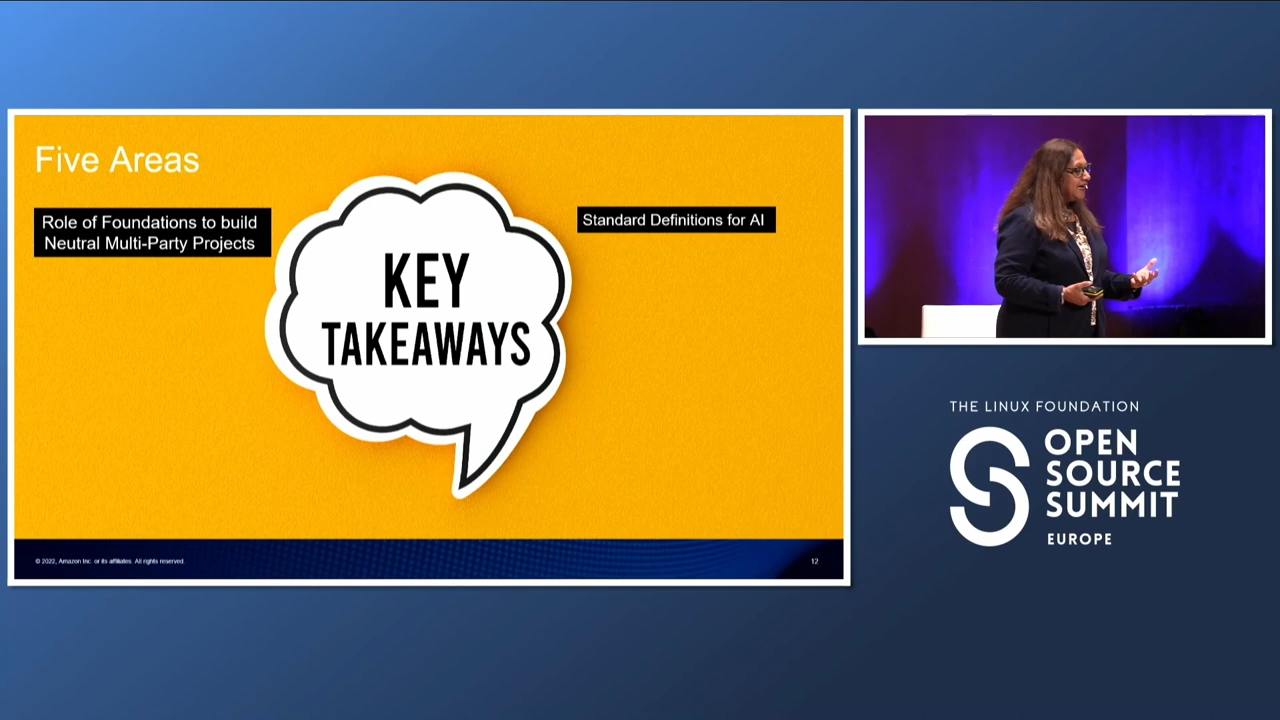 Five Areas
Role of Foundations to build
Neutral Multi-Party Projects
KEY
TAKEAWAYS
Standard Definitions for AI
© 2022, Amazon Inc. or its affiliates. All rights reserved.
12
THE LINUX FOUNDATION
OPEN
SOURCE
SUMMIT
EUROPE